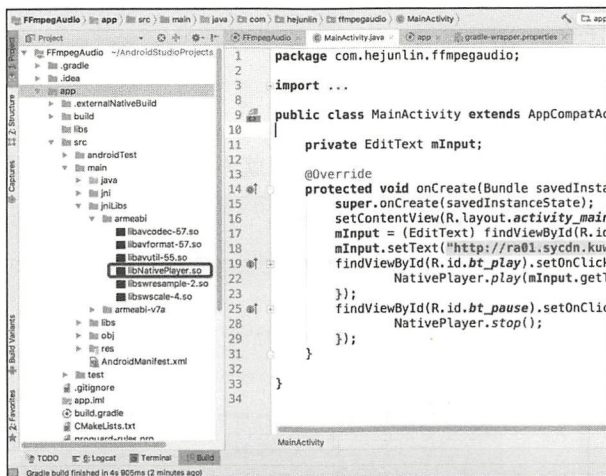 FFmpegAudio app src main java com hejunlin ffmpegaudio MainActivity app
Project FFmpegAudio MainActivity.java app gradle-wrapper.properties
1: Project
Z: Structure
Captures
Build Variants
2: Favorites
FFmpegAudio ~/AndroidStudioProjects
.gradle
.idea
app
.externalNativeBuild
build
libs
src
androidTest
main
java
jni
jniLibs
armeabi
libavcodec-57.so
libavformat-57.so
libavutil-55.so
libNativePlayer.so
libswresample-2.so
libswscale-4.so
armeabi-v7a
libs
obj
res
AndroidManifest.xml
test
.gitignore
app.iml
build.gradle
CMakeLists.txt
proguard-rules.pro
1 package com.hejunlin.ffmpegaudio;
2
3 import ...
8
9 public class MainActivity extends AppCompatAc
10
11 private EditText mInput;
12
13 @Override
14 protected void onCreate(Bundle savedInsta
15 super.onCreate(savedInstanceState);
16 setContentView(R.layout.activity_main
17 mInput = (EditText) findViewById(R.id
18 mInput.setText("http://ra01.sycdn.kuw
19 findViewById(R.id.bt_play).setOnClick
22 NativePlayer.play(mInput.getT
23 });
25 findViewById(R.id.bt_pause).setOnClic
28 NativePlayer.stop();
29 });
31 }
32
33 }
34
MainActivity
TODO 6: Logcat Terminal Build
Gradle build finished in 4s 905ms (2 minutes ago)